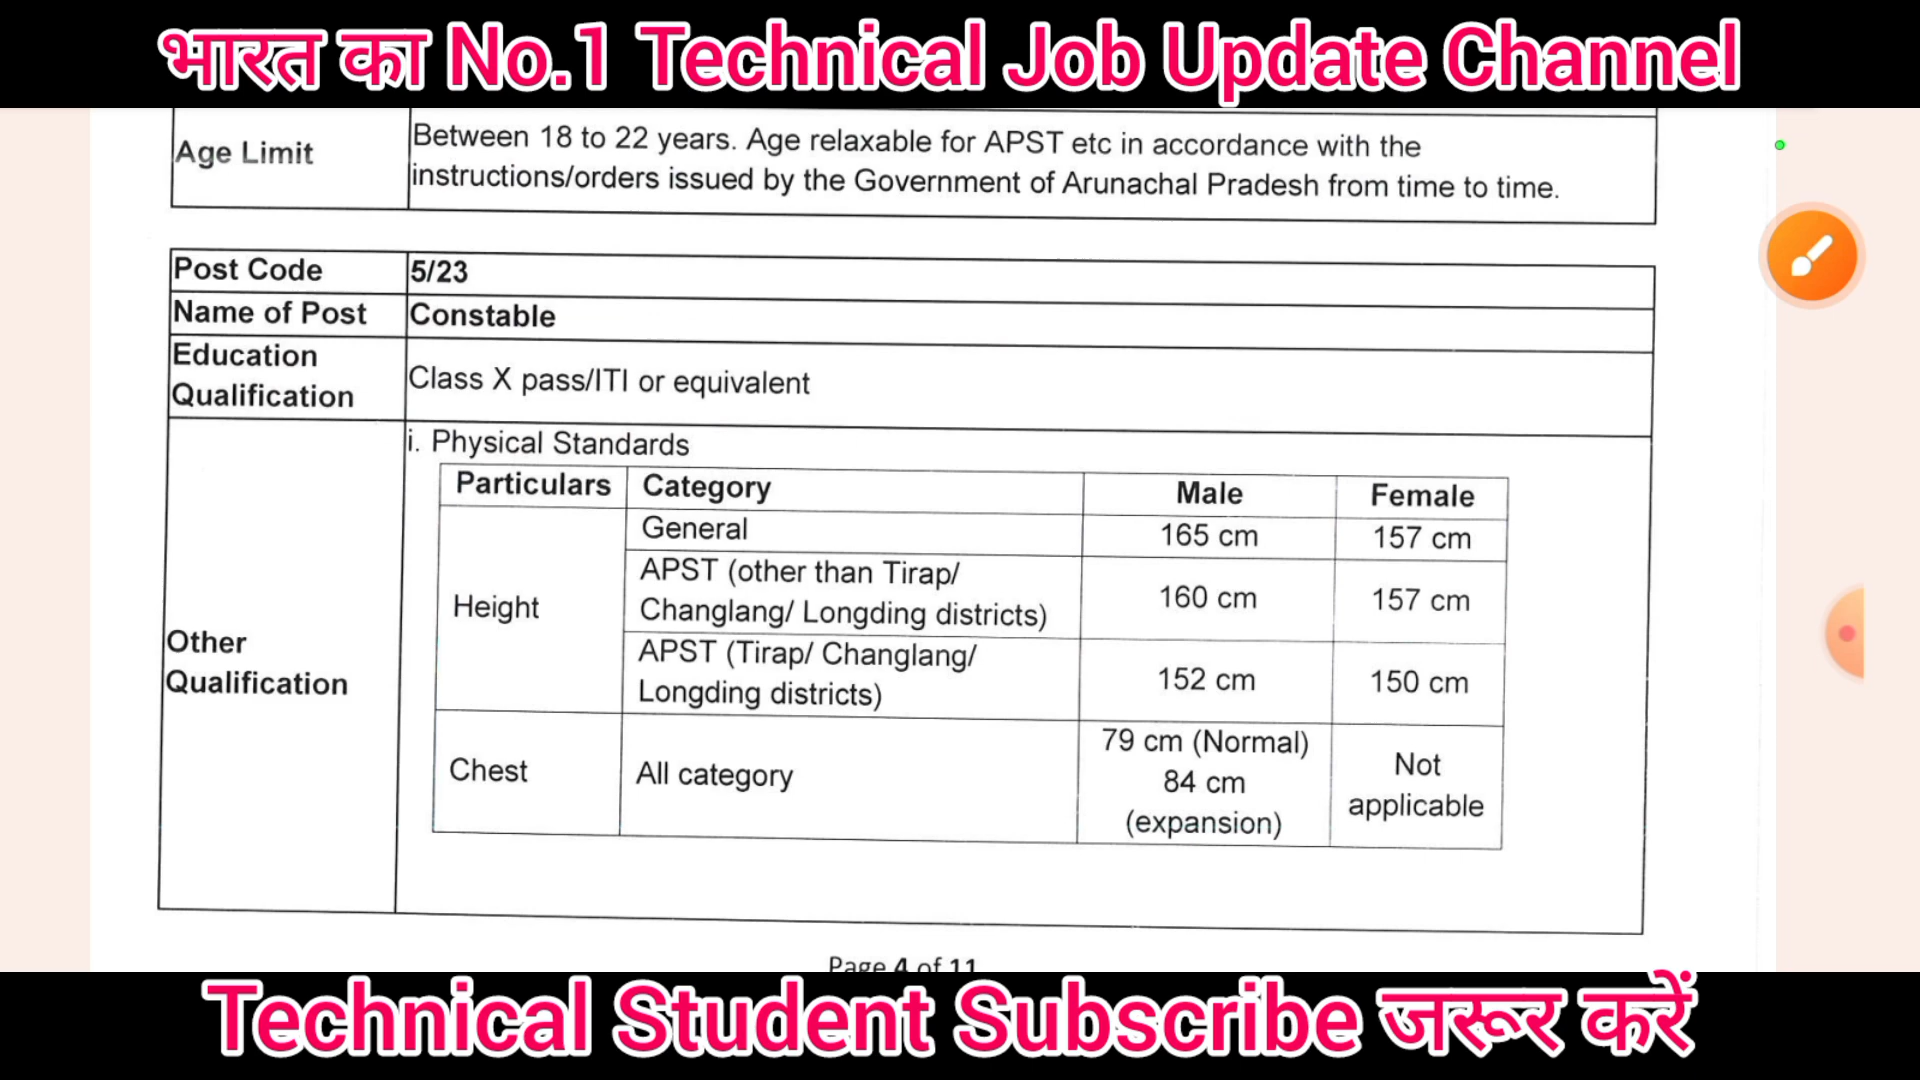 भारत का No.1 Technical Job Update Channel
Age Limit
Between 18 to 22 years. Age relaxable for APST etc in accordance with the
instructions/orders issued by the Government of Arunachal Pradesh from time to time.
Post Code
5/23
Name of Post
Constable
Education
Qualification
Class X pass/ITI or equivalent
Other
Qualification
i. Physical Standards
Particulars Category Male Female
Height
General 165 cm 157 cm
APST (other than Tirap/
Changlang/ Longding districts)
160 cm 157 cm
APST (Tirap/ Changlang/
Longding districts)
152 cm 150 cm
Chest All category
79 cm (Normal)
84 cm
(expansion)
Not
applicable
Page 4 of 11
Technical Student Subscribe जरूर करें